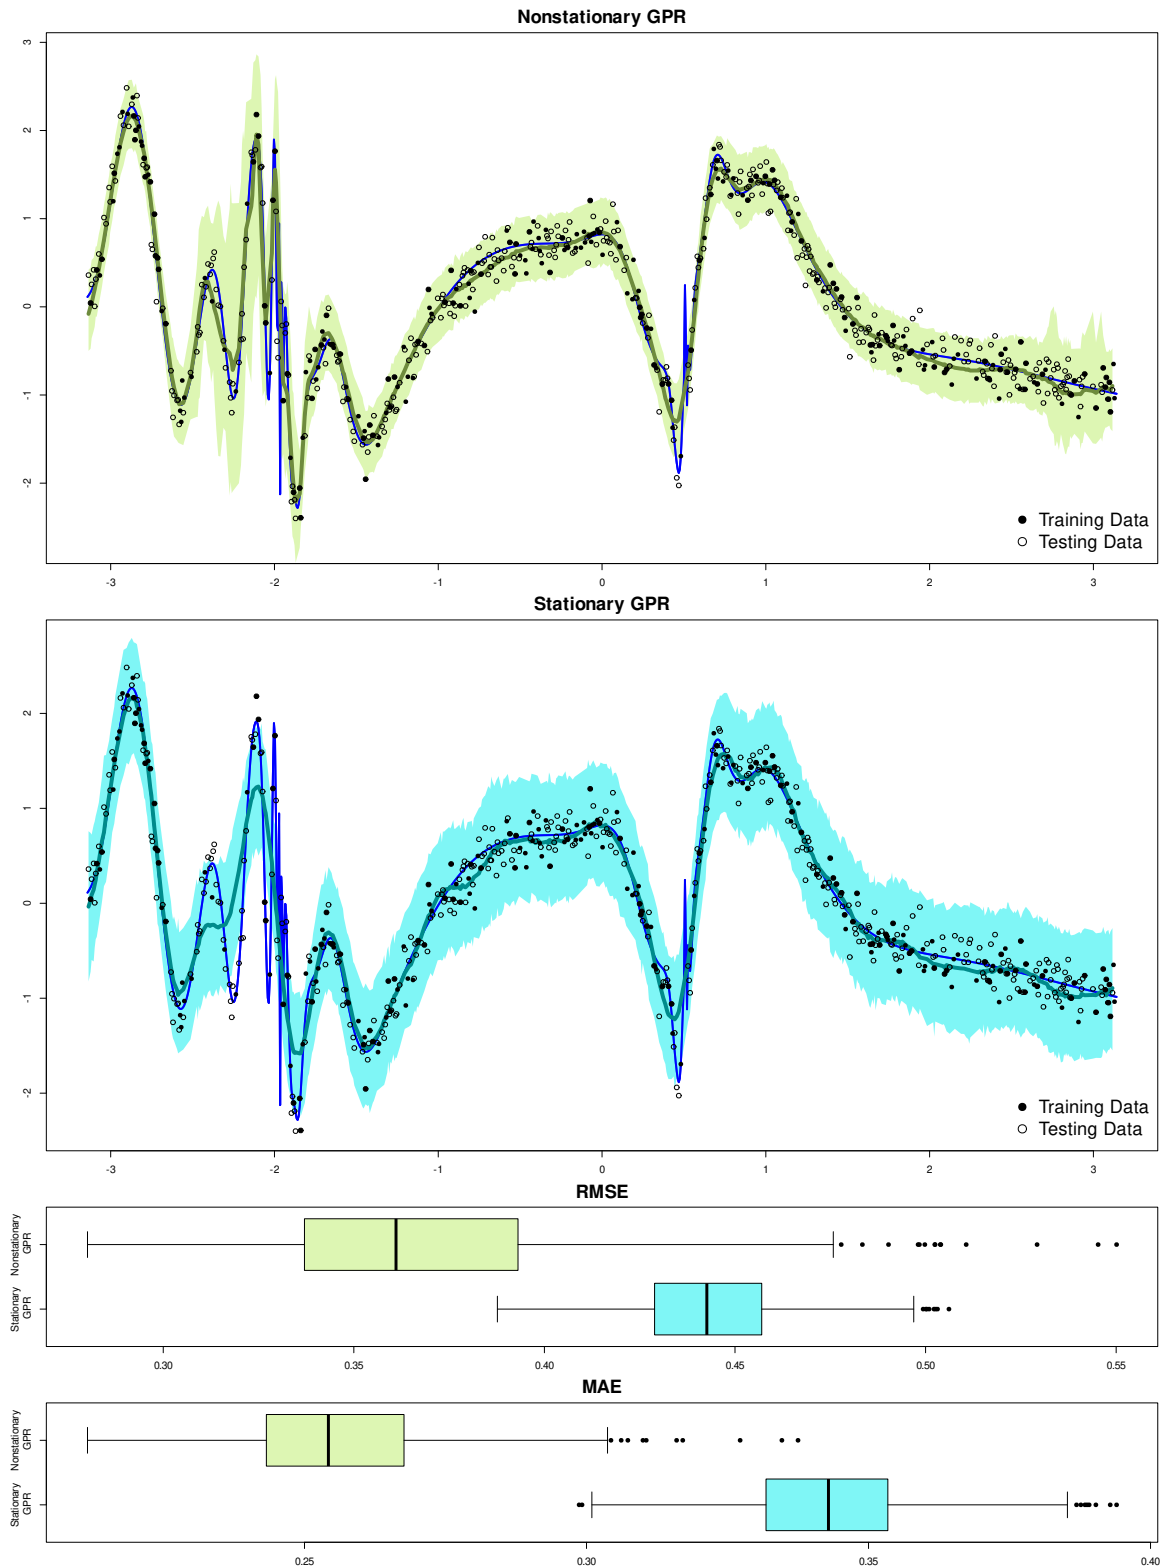 Nonstationary GPR
3
2
1
0
-1
-2
Training Data
Testing Data
-3 -2 -1 0 1 2 3
Stationary GPR
2
1
0
-1
-2
Training Data
Testing Data
-3 -2 -1 0 1 2 3
RMSE
Nonstationary
GPR
Stationary
GPR
0.30 0.35 0.40 0.45 0.50 0.55
MAE
Nonstationary
GPR
Stationary
GPR
0.25 0.30 0.35 0.40